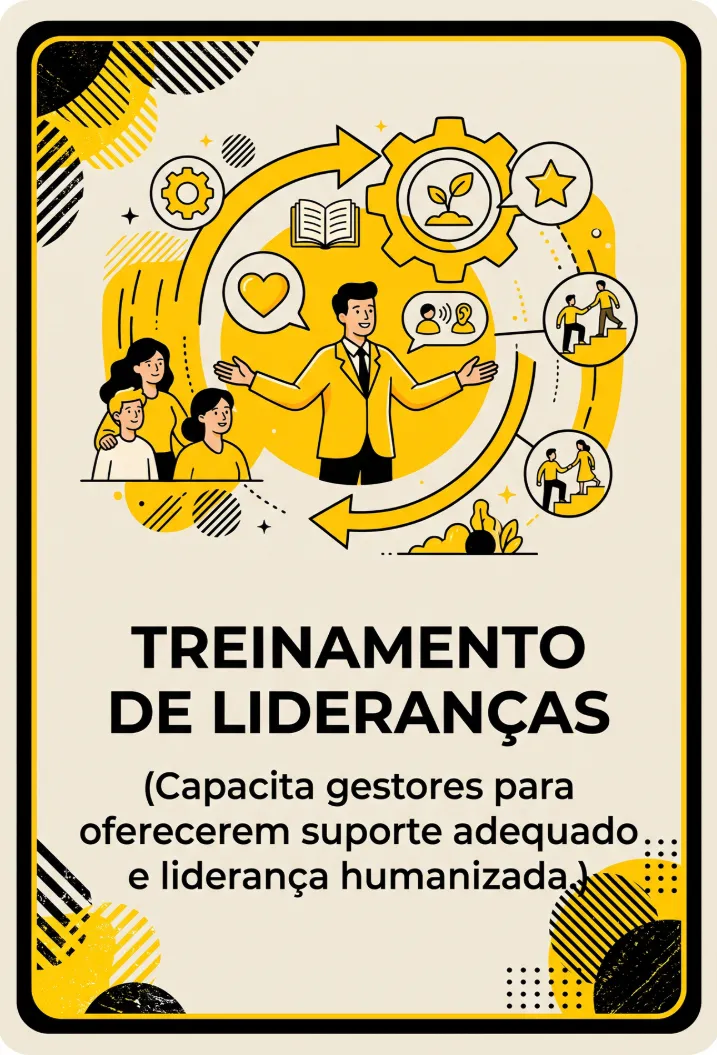 TREINAMENTO
DE LIDERANÇAS
(Capacita gestores para
oferecerem suporte adequado
e liderança humanizada.)